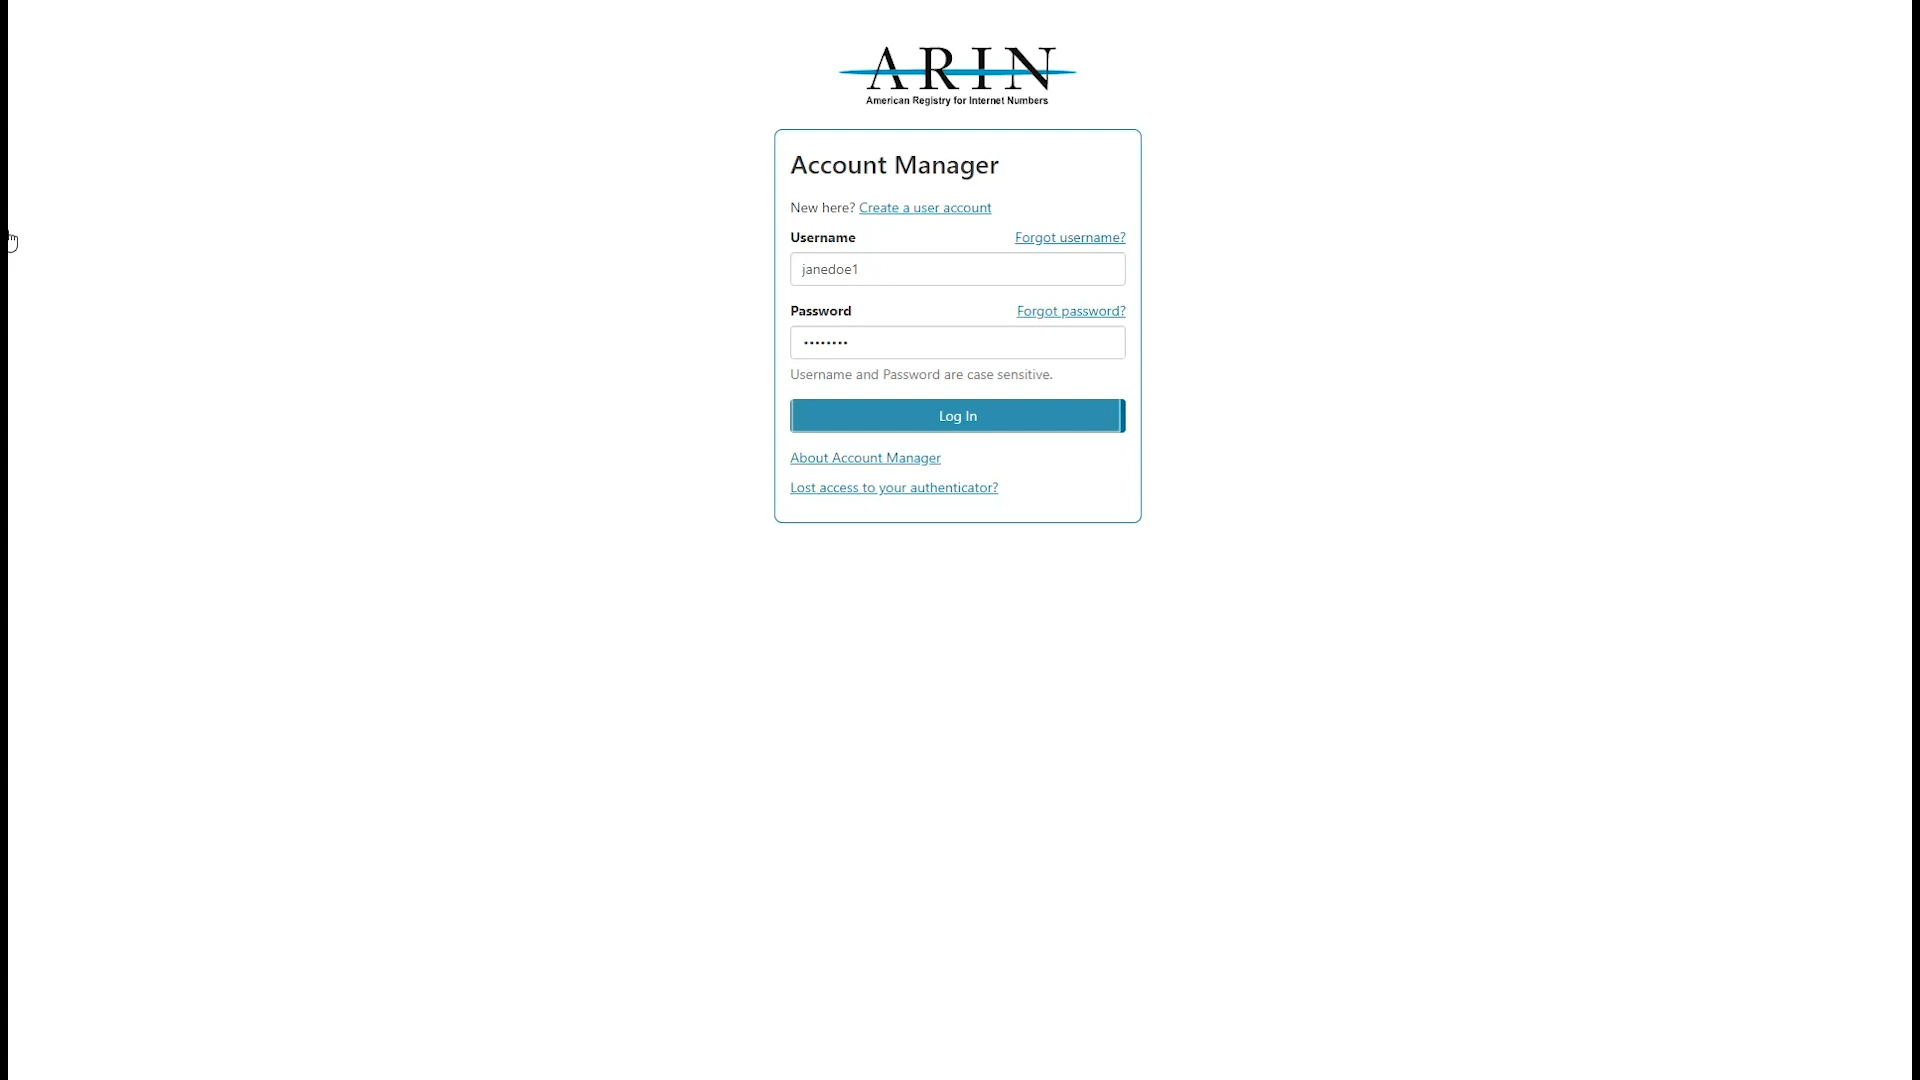 ARIN
American Registry for Internet Numbers
Account Manager
New here? Create a user account
Username Forgot username?
janedoe1
Password Forgot password?
••••••••
Username and Password are case sensitive.
Log In
About Account Manager
Lost access to your authenticator?